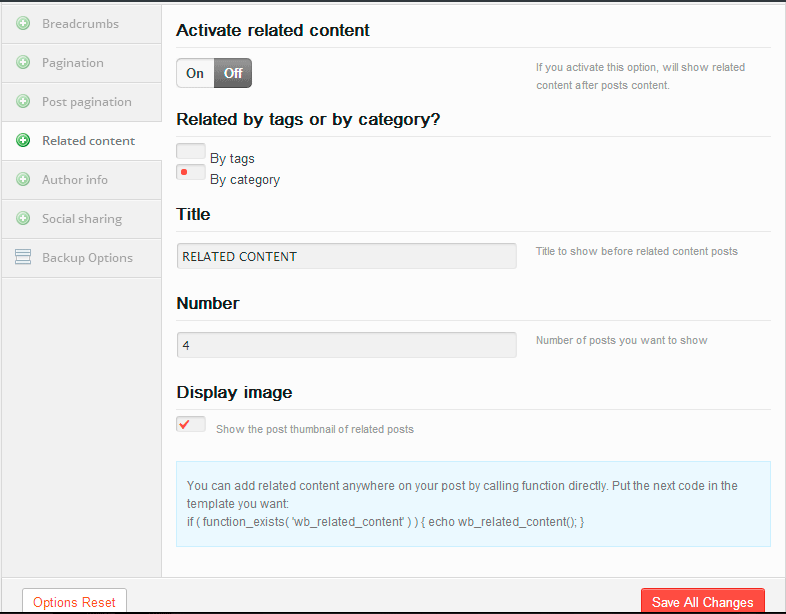 Breadcrumbs
Pagination
Post pagination
Related content
Author info
Social sharing
Backup Options
Activate related content
On Off
If you activate this option, will show related
content after posts content.
Related by tags or by category?
By tags
By category
Title
RELATED CONTENT
Title to show before related content posts
Number
4
Number of posts you want to show
Display image
Show the post thumbnail of related posts
You can add related content anywhere on your post by calling function directly. Put the next code in the
template you want:
if ( function_exists( 'wb_related_content' ) ) { echo wb_related_content(); }
Options Reset
Save All Changes